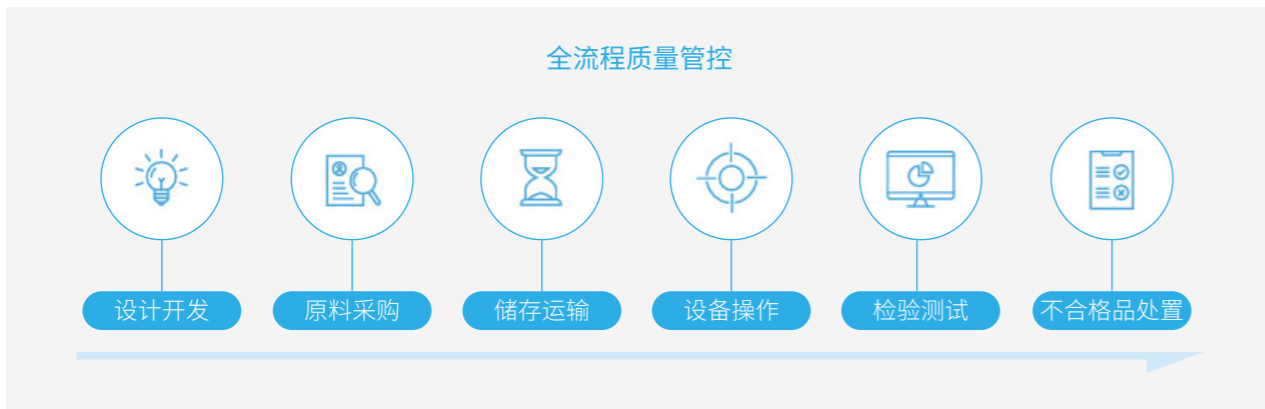 全流程质量管控
设计开发
原料采购
储存运输
设备操作
检验测试
不合格品处置